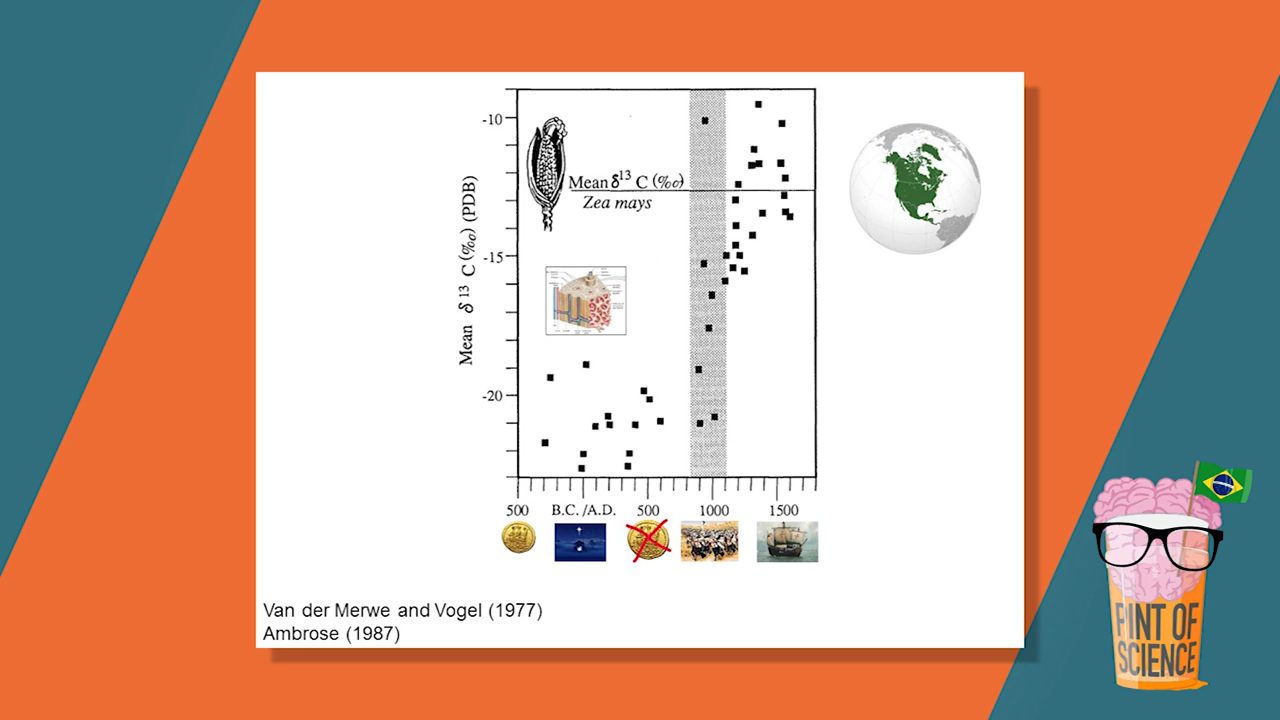 -10
Mean δ¹³ C (‰)
Zea mays
-15
-20
Mean δ ¹³ C (‰) (PDB)
500 B.C. /A.D. 500 1000 1500
Van der Merwe and Vogel (1977)
Ambrose (1987)
PINT OF
SCIENCE